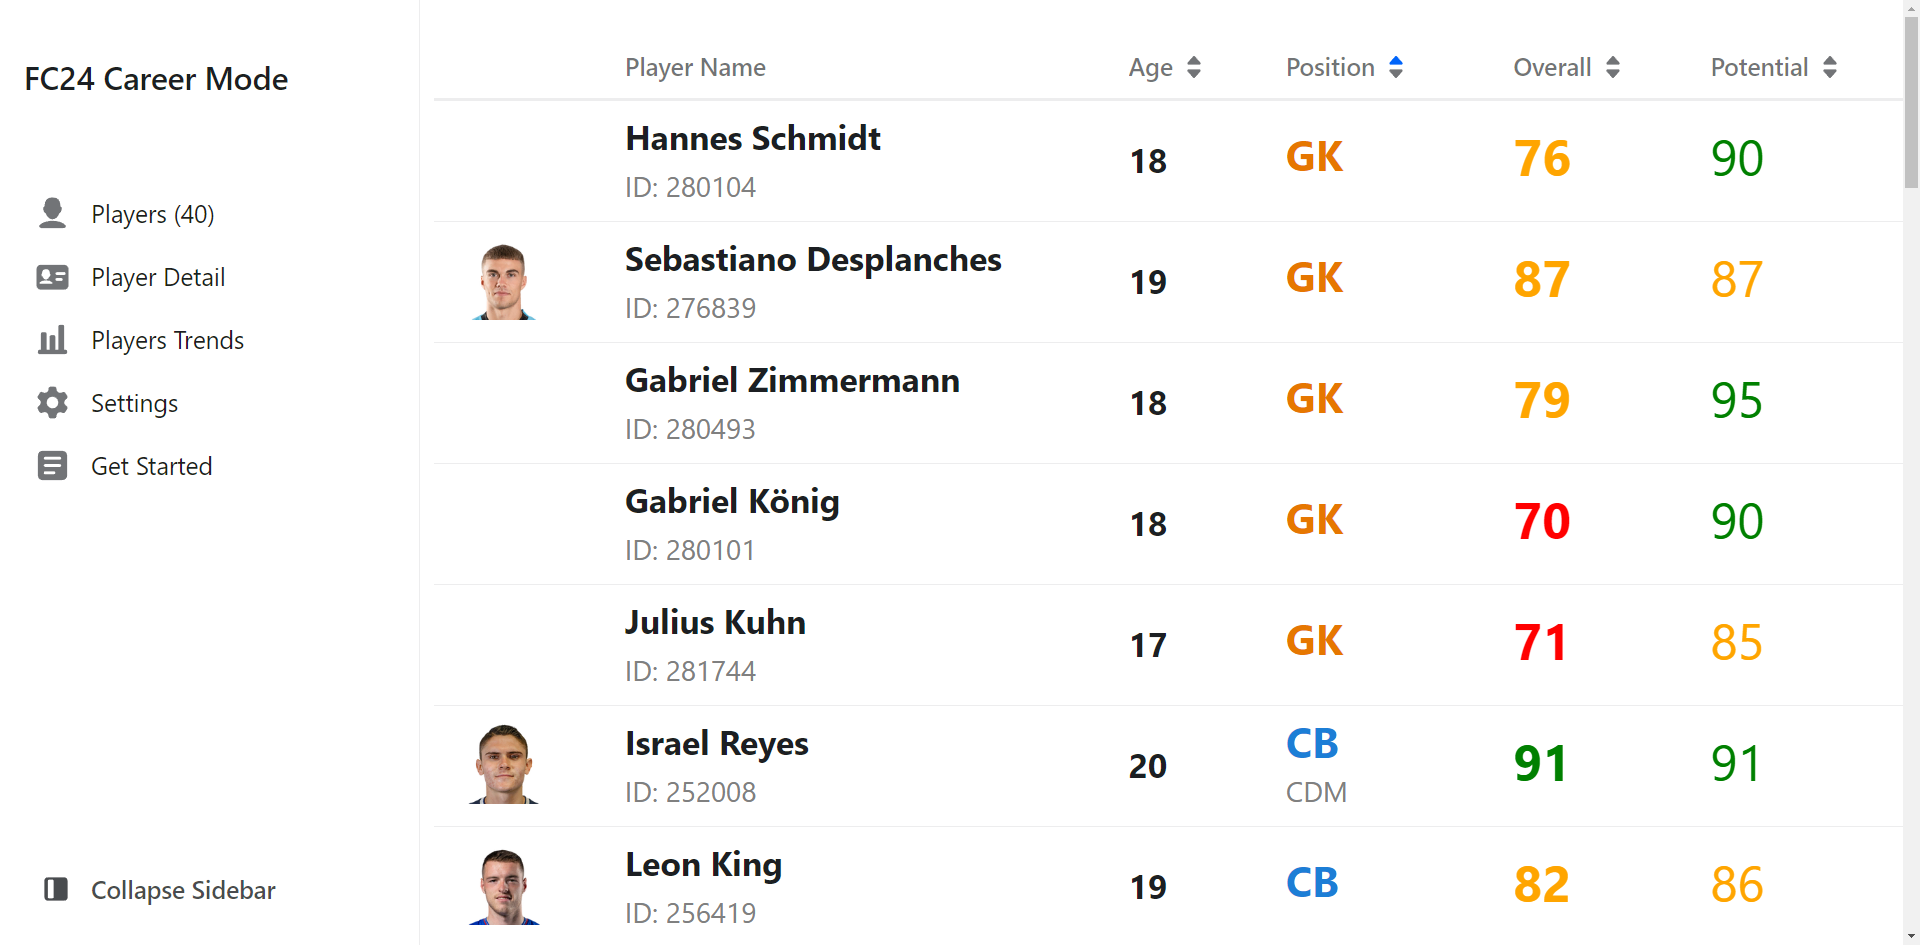 FC24 Career Mode
Players (40)
Player Detail
Players Trends
Settings
Get Started
Collapse Sidebar
Player Name Age Position Overall Potential
Hannes Schmidt
ID: 280104
18 GK 76 90
Sebastiano Desplanches
ID: 276839
19 GK 87 87
Gabriel Zimmermann
ID: 280493
18 GK 79 95
Gabriel König
ID: 280101
18 GK 70 90
Julius Kuhn
ID: 281744
17 GK 71 85
Israel Reyes
ID: 252008
20 CB 91 91
CDM
Leon King
ID: 256419
19 CB 82 86